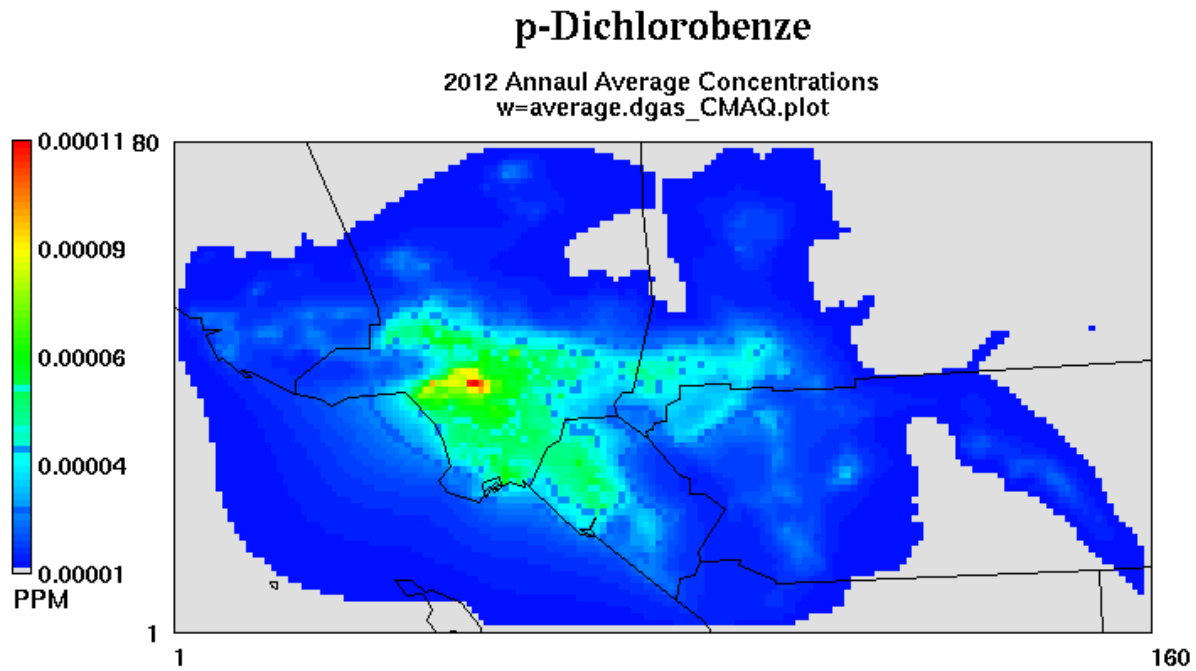 p-Dichlorobenze
2012 Annaul Average Concentrations
w=average.dgas_CMAQ.plot
0.00011
0.00009
0.00006
0.00004
0.00001
PPM
80
1
1
160